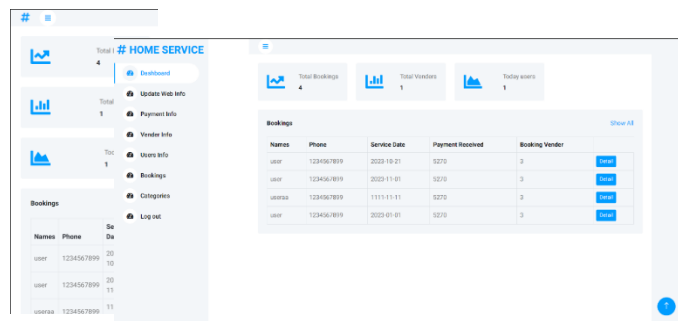 #
Total
4
Total
1
Toc
1
Bookings
Names Phone Se Da
user 1234567899 20 10
user 1234567899 20 11
useraa 1234567899 11
# HOME SERVICE
Dashboard
Update Web Info
Payment Info
Vender Info
Users Info
Bookings
Categories
Log out
Total Bookings
4
Total Vendors
1
Today users
1
Bookings Show All
Names Phone Service Date Payment Received Booking Vender
user 1234567899 2023-10-21 5270 3 Detail
user 1234567899 2023-11-01 5270 3 Detail
useraa 1234567899 1111-11-11 5270 3 Detail
user 1234567899 2023-01-01 5270 3 Detail